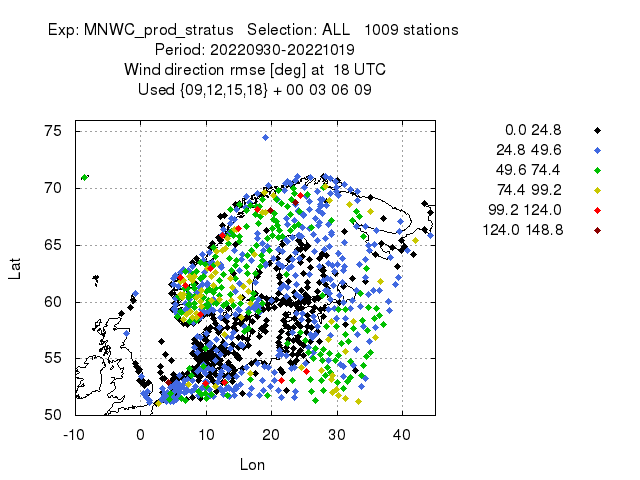 Exp: MNWC_prod_stratus   Selection: ALL   1009 stations
Period: 20220930-20221019
Wind direction rmse [deg] at  18 UTC
Used {09,12,15,18} + 00 03 06 09
0.0 24.8
24.8 49.6
49.6 74.4
74.4 99.2
99.2 124.0
124.0 148.8
75
70
65
60
55
50
Lat
-10 0 10 20 30 40
Lon